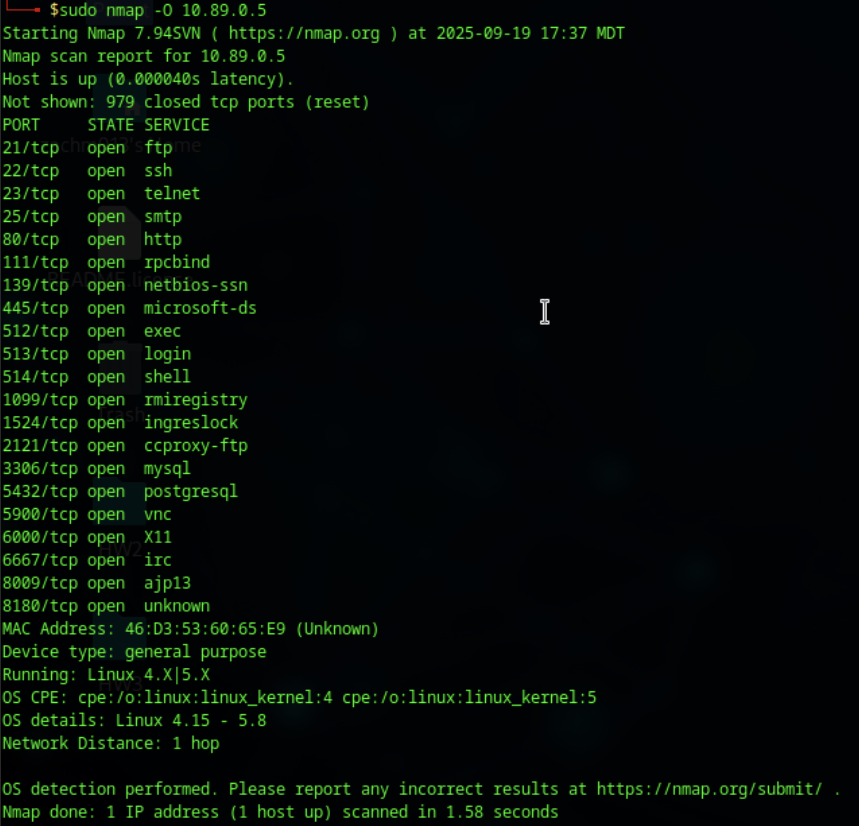 $sudo nmap -O 10.89.0.5
Starting Nmap 7.94SVN ( https://nmap.org ) at 2025-09-19 17:37 MDT
Nmap scan report for 10.89.0.5
Host is up (0.000040s latency).
Not shown: 979 closed tcp ports (reset)
PORT     STATE SERVICE
21/tcp   open  ftp
22/tcp   open  ssh
23/tcp   open  telnet
25/tcp   open  smtp
80/tcp   open  http
111/tcp  open  rpcbind
139/tcp  open  netbios-ssn
445/tcp  open  microsoft-ds
512/tcp  open  exec
513/tcp  open  login
514/tcp  open  shell
1099/tcp open  rmiregistry
1524/tcp open  ingreslock
2121/tcp open  ccproxy-ftp
3306/tcp open  mysql
5432/tcp open  postgresql
5900/tcp open  vnc
6000/tcp open  X11
HW2
6667/tcp open  irc
8009/tcp open  ajp13
8180/tcp open  unknown
MAC Address: 46:D3:53:60:65:E9 (Unknown)
Device type: general purpose
Running: Linux 4.X|5.X
OS CPE: cpe:/o:linux:linux_kernel:4 cpe:/o:linux:linux_kernel:5
OS details: Linux 4.15 - 5.8
Network Distance: 1 hop

OS detection performed. Please report any incorrect results at https://nmap.org/submit/ .
Nmap done: 1 IP address (1 host up) scanned in 1.58 seconds